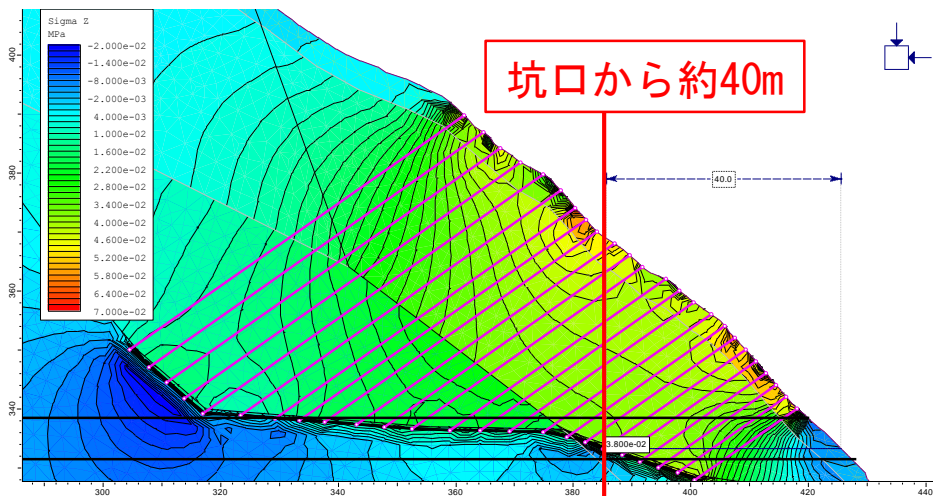 Sigma Z
MPa
-2.000e-02
-1.400e-02
-8.000e-03
-2.000e-03
4.000e-03
1.000e-02
1.600e-02
2.200e-02
2.800e-02
3.400e-02
4.000e-02
4.600e-02
5.200e-02
5.800e-02
6.400e-02
7.000e-02
坑口から約40m
40.0
3.800e-02
400
380
360
340
300
320
340
360
380
400
420
440